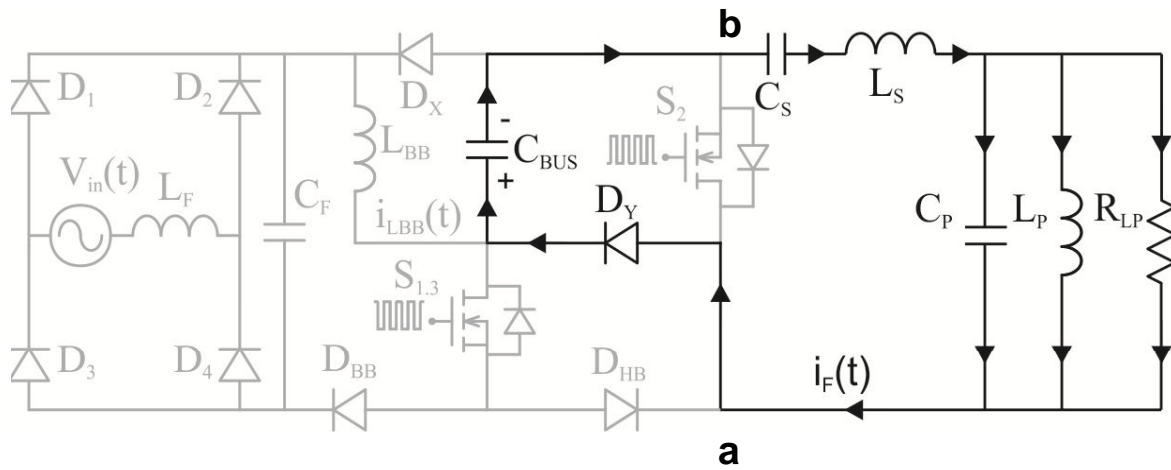 b
D1
D2
DX
S2
CS
LS
LBB
-
CBUS
+
Vin(t)
LF
CF
iLBB(t)
DY
CP
LP
RLP
S1.3
D3
D4
DBB
DHB
iF(t)
a